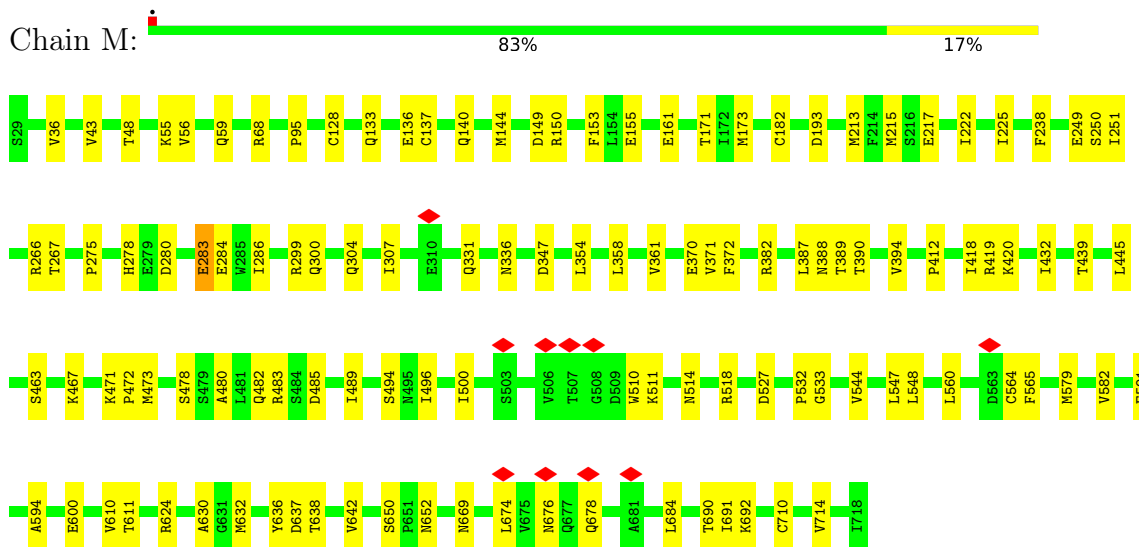 Chain M:
83% 17%
S29 V36 V43 T48 K55 V56 Q59 R68 P95 C128 Q133 E136 C137 Q140 M144 D149 R150 F153 L154 E155 E161 T171 I172 M173 C182 D193 M213 F214 M215 S216 E217 I222 I225 F238 E249 S250 I251
R266 T267 P275 H278 E279 D280 E283 E284 W285 I286 R299 Q300 Q304 I307 E310 Q331 N336 D347 L354 L358 V361 E370 V371 F372 R382 L387 N388 T389 T390 V394 P412 I418 R419 K420 I432 T439 L445
S463 K467 K471 P472 M473 S478 S479 A480 L481 Q482 R483 S484 D485 I489 S494 N495 I496 I500 S503 V506 T507 G508 D509 W510 K511 N514 R518 D527 P532 G533 V544 L547 L548 L560 D563 C564 F565 M579 V582
A594 E600 V610 T611 R624 A630 G631 M632 Y636 D637 T638 V642 S650 P651 N652 N669 L674 V675 N676 Q677 Q678 A681 L684 T690 I691 K692 C710 V714 I718